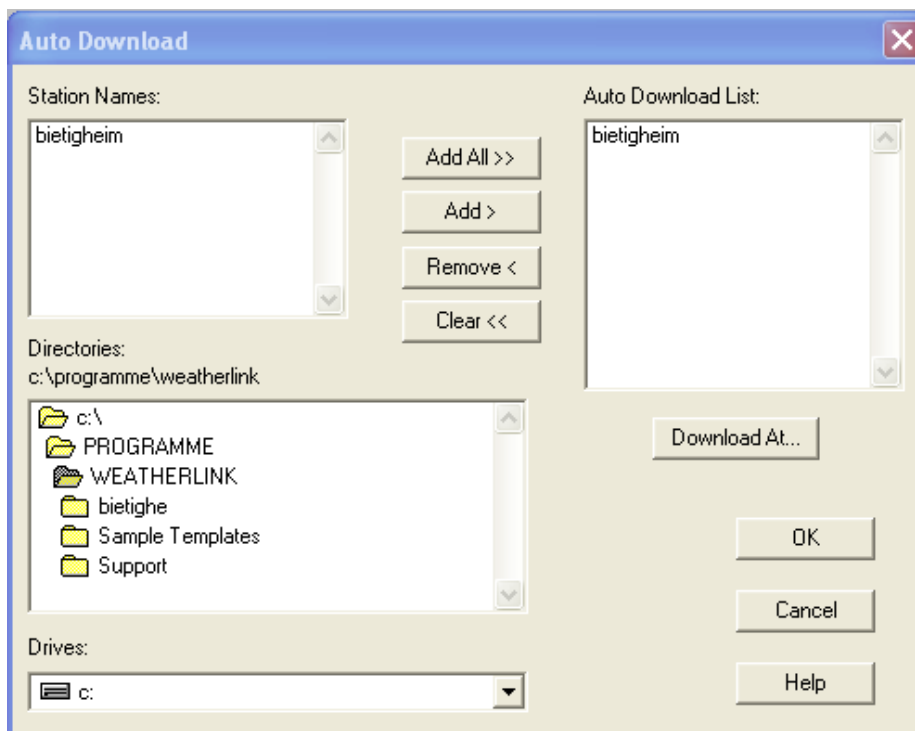 Auto Download
Station Names:
bietigheim
Add All >>
Add >
Remove <
Clear <<
Auto Download List:
bietigheim
Directories:
c:\programme\weatherlink
c:\
PROGRAMME
WEATHERLINK
bietighe
Sample Templates
Support
Download At...
OK
Cancel
Help
Drives:
c: